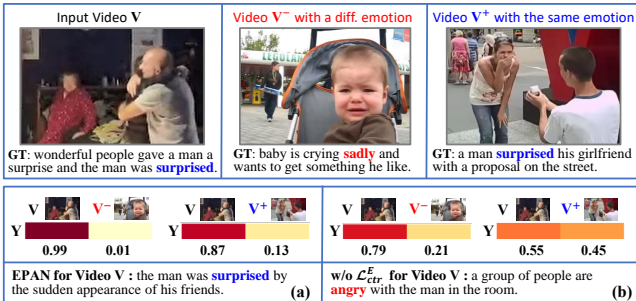 Input Video V
Video V⁻ with a diff. emotion
Video V⁺ with the same emotion
LEGOLAND
GT: wonderful people gave a man a
surprise and the man was surprised.
GT: baby is crying sadly and
wants to get something he like.
GT: a man surprised his girlfriend
with a proposal on the street.
V V⁻ V V⁺
Y Y
0.99 0.01 0.87 0.13
EPAN for Video V : the man was surprised by
the sudden appearance of his friends. (a)
V V⁻ V V⁺
Y Y
0.79 0.21 0.55 0.45
w/o ℒᴱctr for Video V : a group of people are
angry with the man in the room. (b)